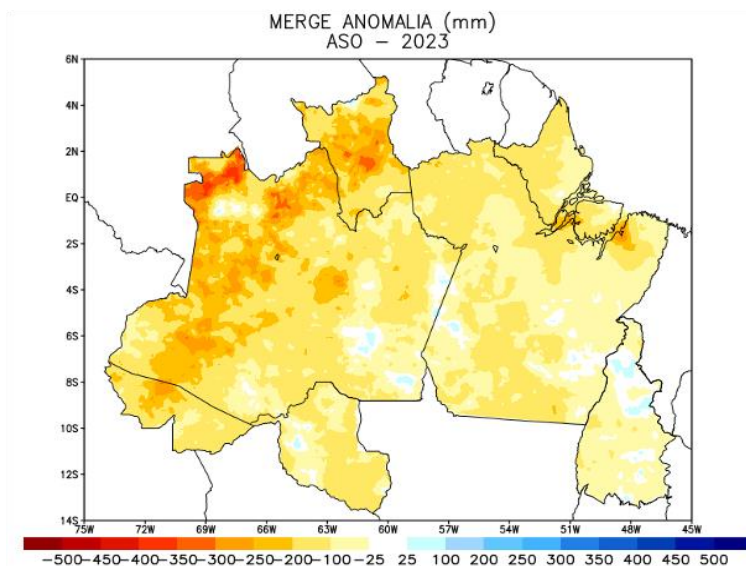 MERGE ANOMALIA (mm)
ASO – 2023
6N
4N
2N
EQ
2S
4S
6S
8S
10S
12S
14S
75W 72W 69W 66W 63W 60W 57W 54W 51W 48W 45W
−500−450−400−350−300−250−200−100−25 25 100 200 250 300 350 400 450 500